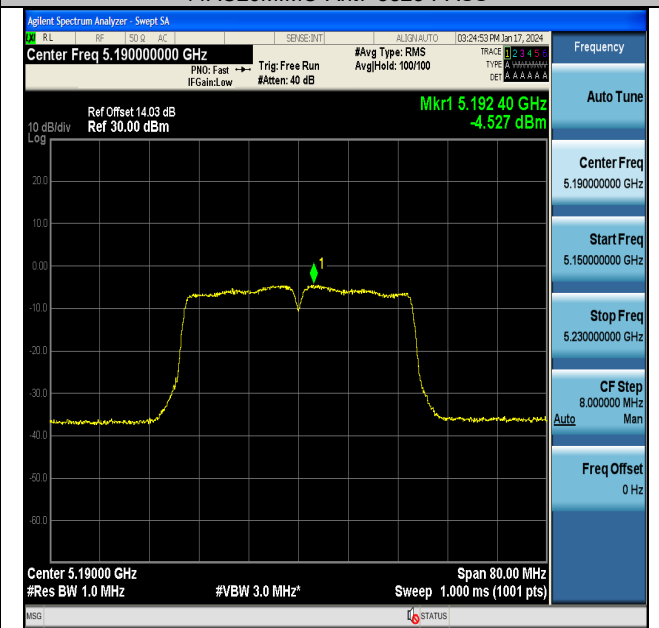 Agilent Spectrum Analyzer - Swept SA
RL RF 50 Ω AC SENSE:INT ALIGN AUTO 03:24:53 PM Jan 17, 2024
Center Freq 5.190000000 GHz
PNO: Fast
IFGain:Low
Trig: Free Run
#Atten: 40 dB
#Avg Type: RMS
Avg|Hold: 100/100
TRACE 1 2 3 4 5 6
TYPE A
DET A A A A A A
Frequency
Mkr1 5.192 40 GHz
-4.527 dBm
Ref Offset 14.03 dB
10 dB/div Ref 30.00 dBm
Log
20.0
10.0
0.00
-10.0
-20.0
-30.0
-40.0
-50.0
-60.0
1
Center 5.19000 GHz Span 80.00 MHz
#Res BW 1.0 MHz #VBW 3.0 MHz* Sweep 1.000 ms (1001 pts)
MSG STATUS
Auto Tune
Center Freq
5.190000000 GHz
Start Freq
5.150000000 GHz
Stop Freq
5.230000000 GHz
CF Step
8.000000 MHz
Auto Man
Freq Offset
0 Hz